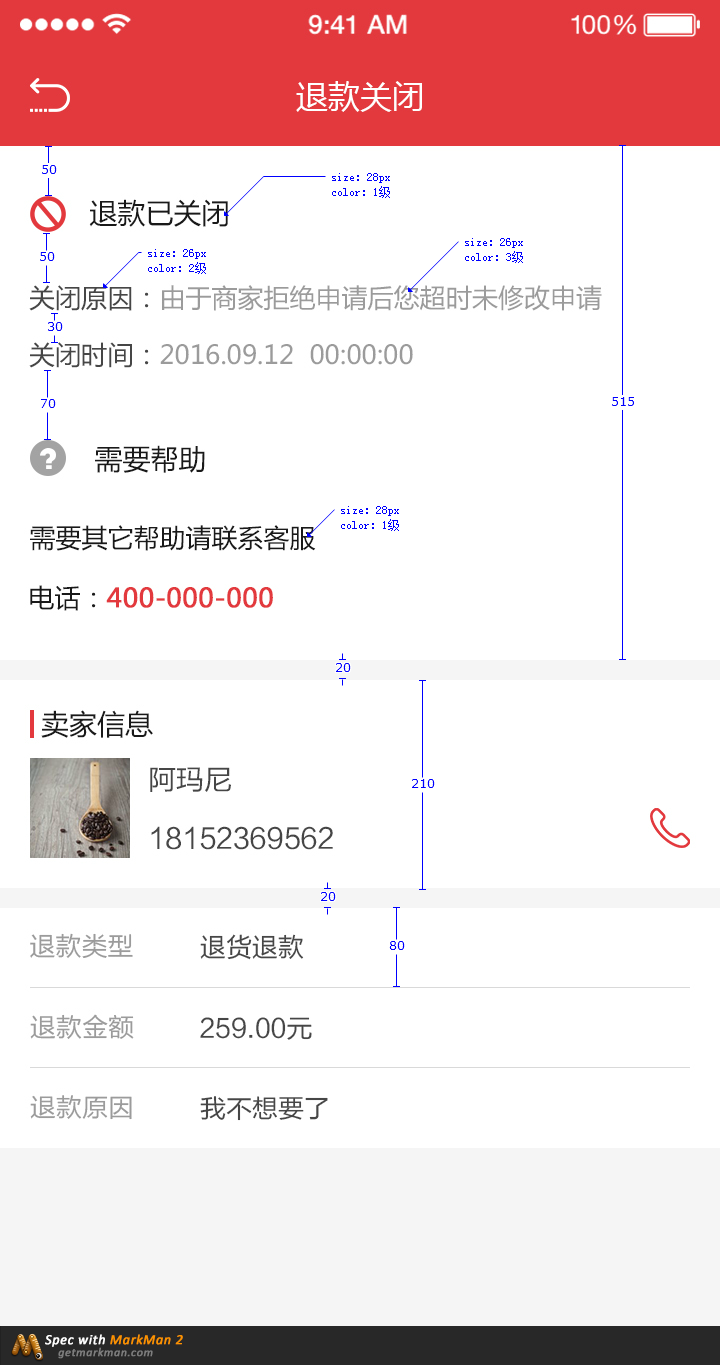 9:41 AM 100%
退款关闭
50
size: 28px
color: 1级
退款已关闭
50
size: 26px
color: 2级
size: 26px
color: 3级
关闭原因：由于商家拒绝申请后您超时未修改申请
30
关闭时间：2016.09.12 00:00:00
70
515
? 需要帮助
size: 28px
color: 1级
需要其它帮助请联系客服
电话：400-000-000
20
卖家信息
阿玛尼
210
18152369562
20
退款类型 退货退款
80
退款金额 259.00元
退款原因 我不想要了
Spec with MarkMan 2
getmarkman.com